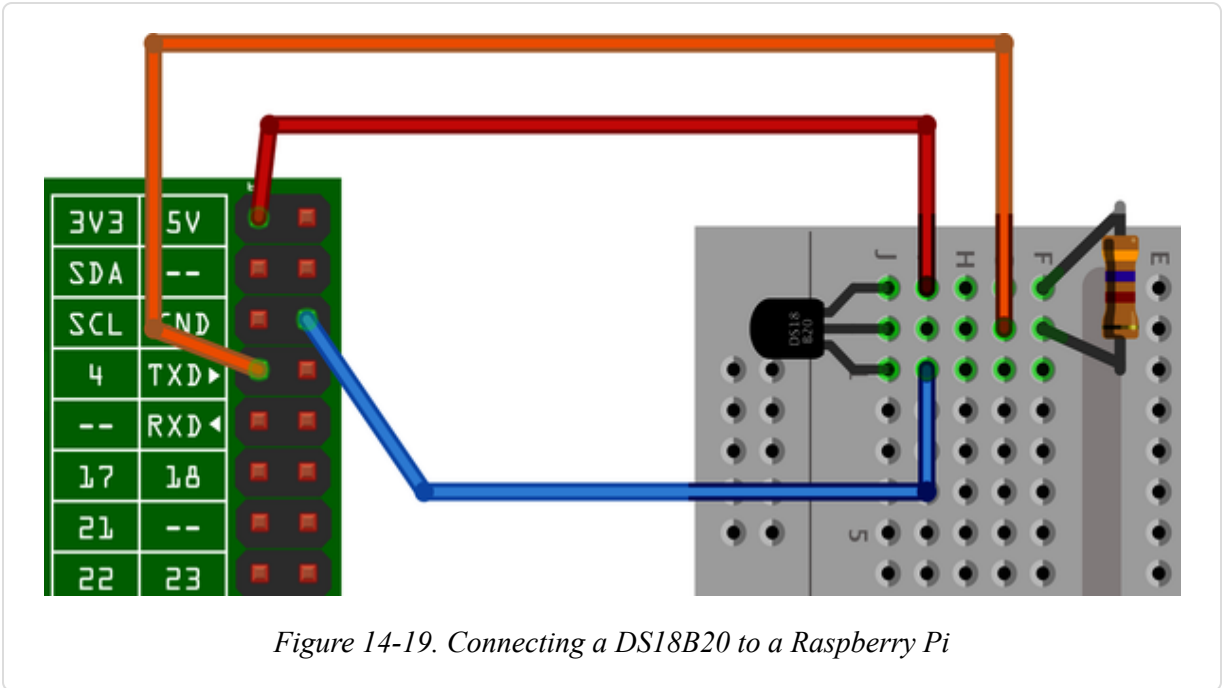 3V3 5V
SDA --
SCL GND
4 TXD▶
-- RXD◀
17 18
21 --
22 23
J H F E
DS18
B20
1
5
Figure 14-19. Connecting a DS18B20 to a Raspberry Pi